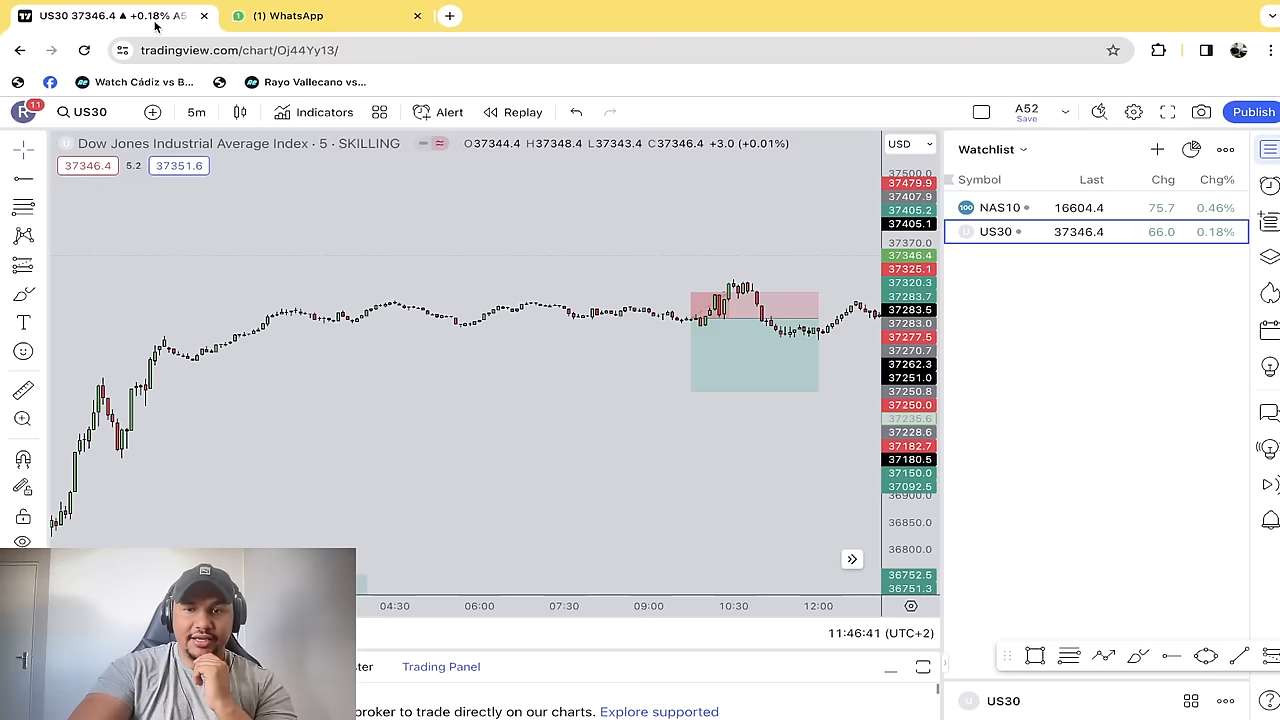 US30 37346.4 ▲ +0.18% A5
(1) WhatsApp
tradingview.com/chart/Oj44Yy13/
Watch Cádiz vs B...
Rayo Vallecano vs...
R 11
US30
5m
Indicators
Alert
Replay
A52
Save
Publish
Dow Jones Industrial Average Index · 5 · SKILLING
O37344.4 H37348.3 L37343.4 C37346.4 +3.0 (+0.01%)
USD
37346.4 5.2 37351.6
37500.0
37479.9
37407.9
37405.2
37405.1
37370.0
37346.4
37325.1
37320.3
37283.7
37283.5
37283.0
37277.5
37270.7
37262.3
37251.0
37250.8
37250.0
37235.6
37228.6
37182.7
37180.5
37150.0
37092.5
36900.0
36850.0
36800.0
36752.5
36751.3
Watchlist
Symbol Last Chg Chg%
100 NAS10 16604.4 75.7 0.46%
U US30 37346.4 66.0 0.18%
04:30 06:00 07:30 09:00 10:30 12:00
11:46:41 (UTC+2)
ster Trading Panel
broker to trade directly on our charts. Explore supported
U US30